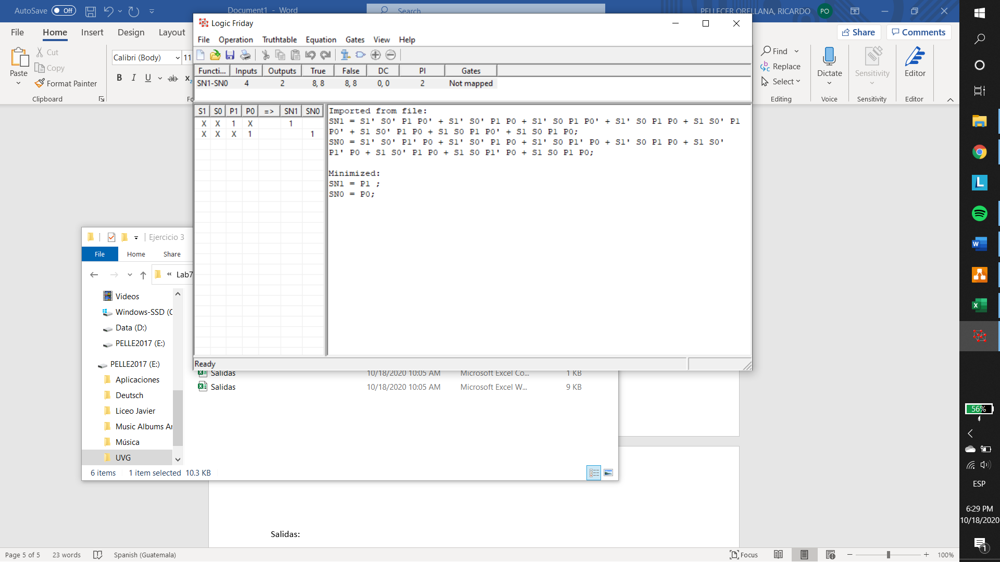 AutoSave Off Document1 - Word Search PELLECER ORELLANA, RICARDO PO
Logic Friday
File Home Insert Design Layout Share Comments
File Operation Truthtable Equation Gates View Help
Cut
Copy
Format Painter
Paste
Clipboard
Calibri (Body) 11
B I U ab x
Find
Replace
Select
Editing
Dictate
Voice
Sensitivity
Sensitivity
Editor
Editor
Functi... Inputs Outputs True False DC PI Gates
SN1-SN0 4 2 8, 8 8, 8 0, 0 2 Not mapped
S1 S0 P1 P0 => SN1 SN0
X X 1 X 1
X X X 1 1
Imported from file:
SN1 = S1' S0' P1 P0' + S1' S0' P1 P0 + S1' S0 P1 P0' + S1' S0 P1 P0 + S1 S0' P1
P0' + S1 S0' P1 P0 + S1 S0 P1 P0' + S1 S0 P1 P0;
SN0 = S1' S0' P1' P0 + S1' S0' P1 P0 + S1' S0 P1' P0 + S1' S0 P1 P0 + S1 S0'
P1' P0 + S1 S0' P1 P0 + S1 S0 P1' P0 + S1 S0 P1 P0;
Minimized:
SN1 = P1 ;
SN0 = P0;
Ready
Ejercicio 3
File Home Share
« Lab7
Videos
Windows-SSD (C
Data (D:)
PELLE2017 (E:)
PELLE2017 (E:)
Aplicaciones
Deutsch
Liceo Javier
Music Albums
Música
UVG
Salidas 10/18/2020 10:05 AM Microsoft Excel Co... 1 KB
Salidas 10/18/2020 10:05 AM Microsoft Excel W... 9 KB
6 items 1 item selected 10.3 KB
Salidas:
Page 5 of 5 23 words Spanish (Guatemala) Focus 100%
56%
ESP
6:29 PM
10/18/2020
1